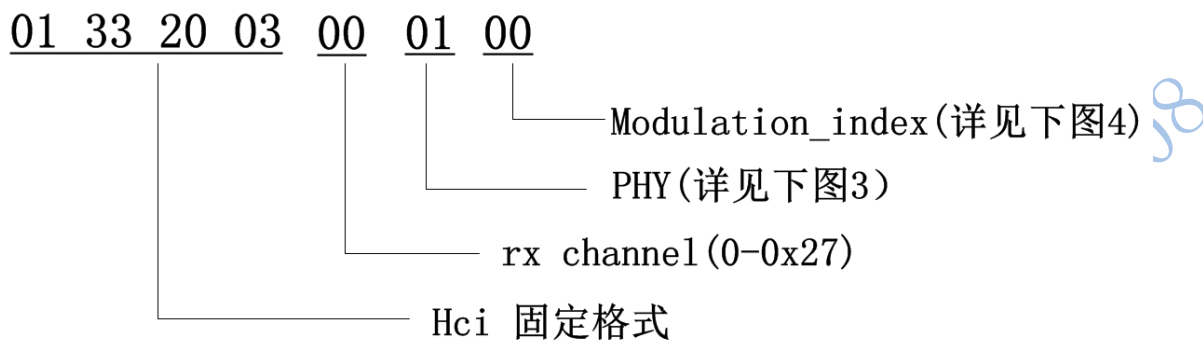 01 33 20 03 00 01 00
Modulation_index(详见下图4)
PHY(详见下图3）
rx channel(0-0x27)
Hci 固定格式